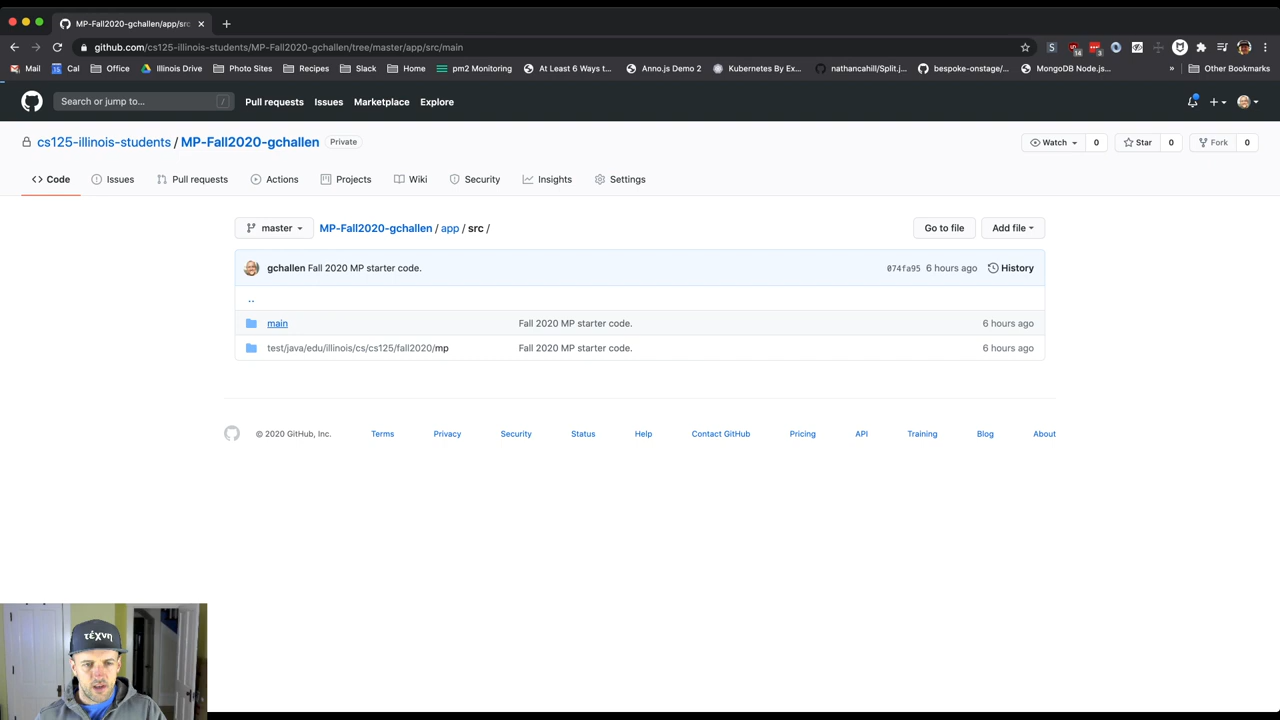 MP-Fall2020-gchallen/app/src
github.com/cs125-illinois-students/MP-Fall2020-gchallen/tree/master/app/src/main
Mail Cal Office Illinois Drive Photo Sites Recipes Slack Home pm2 Monitoring At Least 6 Ways t... Anno.js Demo 2 Kubernetes By Ex... nathancahill/Split.j... bespoke-onstage/... MongoDB Node.js... » Other Bookmarks
Search or jump to... / Pull requests Issues Marketplace Explore
cs125-illinois-students / MP-Fall2020-gchallen Private Watch 0 Star 0 Fork 0
Code Issues Pull requests Actions Projects Wiki Security Insights Settings
master MP-Fall2020-gchallen / app / src / Go to file Add file
gchallen Fall 2020 MP starter code. 074fa95 6 hours ago History
..
main Fall 2020 MP starter code. 6 hours ago
test/java/edu/illinois/cs/cs125/fall2020/mp Fall 2020 MP starter code. 6 hours ago
© 2020 GitHub, Inc. Terms Privacy Security Status Help Contact GitHub Pricing API Training Blog About
τέχνη